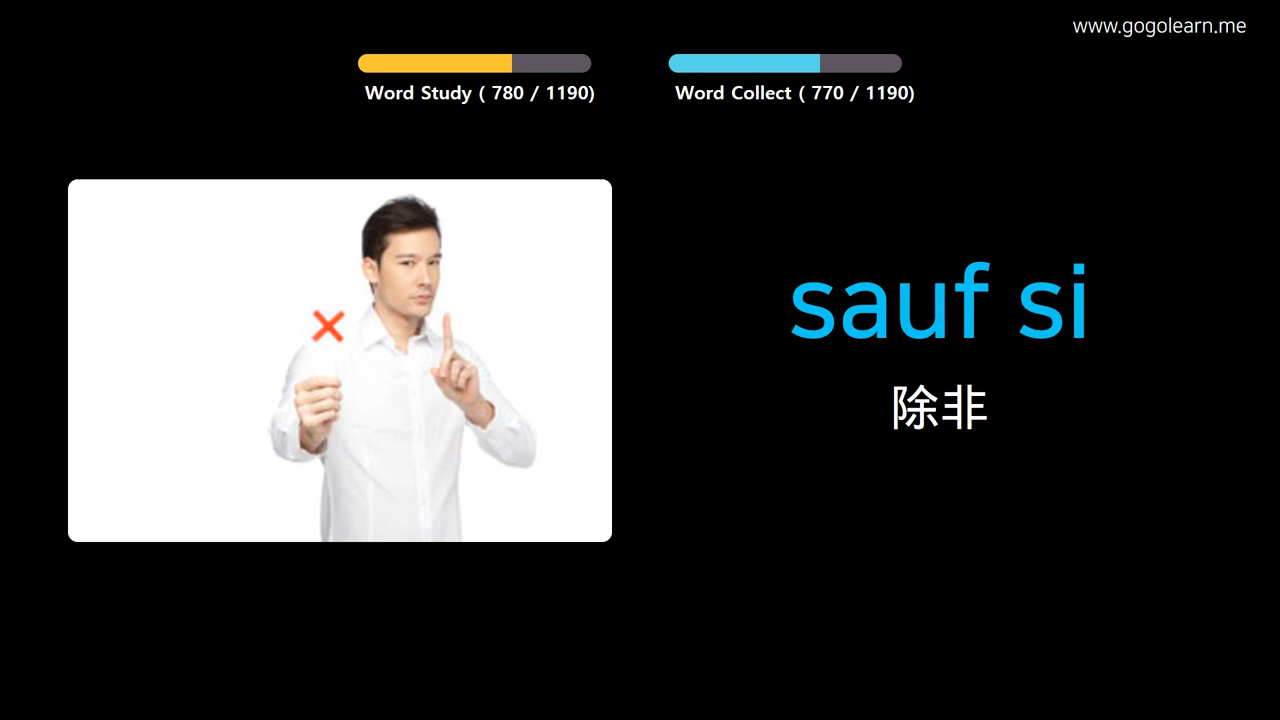 www.gogolearn.me
Word Study ( 780 / 1190)
Word Collect ( 770 / 1190)
sauf si
除非